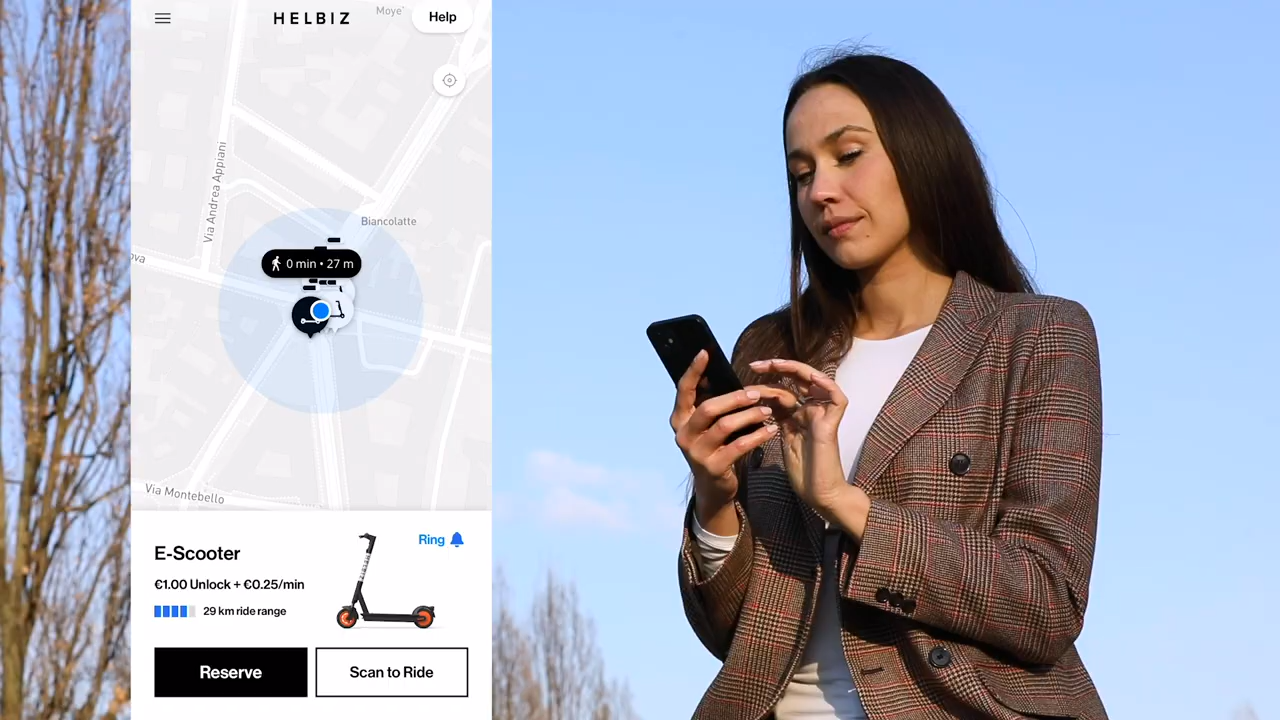 HELBIZ
Moye'
Help
Via Andrea Appiani
Biancolatte
ova
0 min • 27 m
Via Montebello
Ring
E-Scooter
€1.00 Unlock + €0.25/min
29 km ride range
HELBIZ
Reserve
Scan to Ride